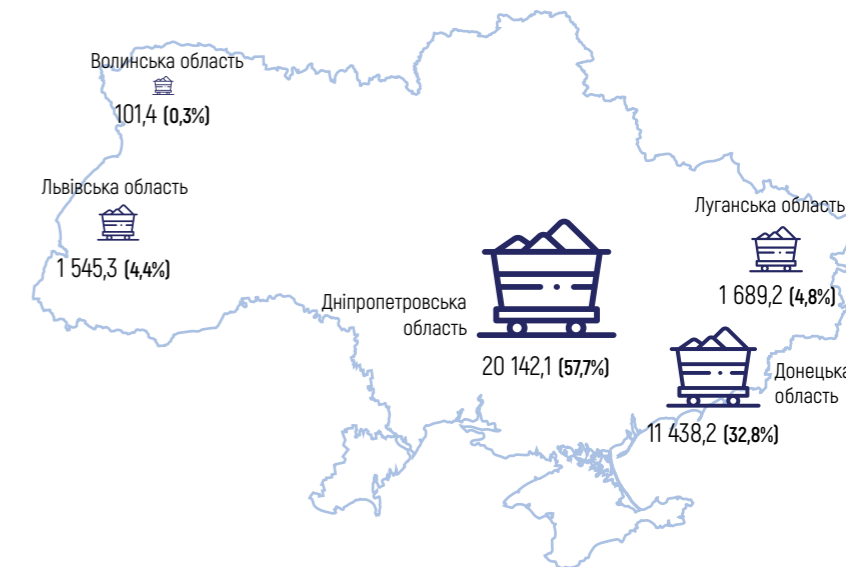 Волинська область
101,4 (0,3%)
Львівська область
1 545,3 (4,4%)
Луганська область
1 689,2 (4,8%)
Дніпропетровська
область
20 142,1 (57,7%)
Донецька
область
11 438,2 (32,8%)